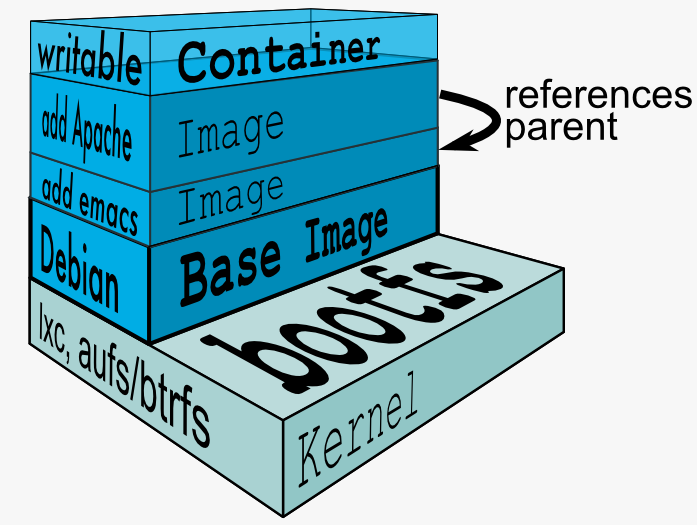 writable Container
references
parent
add Apache Image
add emacs Image
Debian Base Image
bootfs
lxc, aufs/btrfs
Kernel